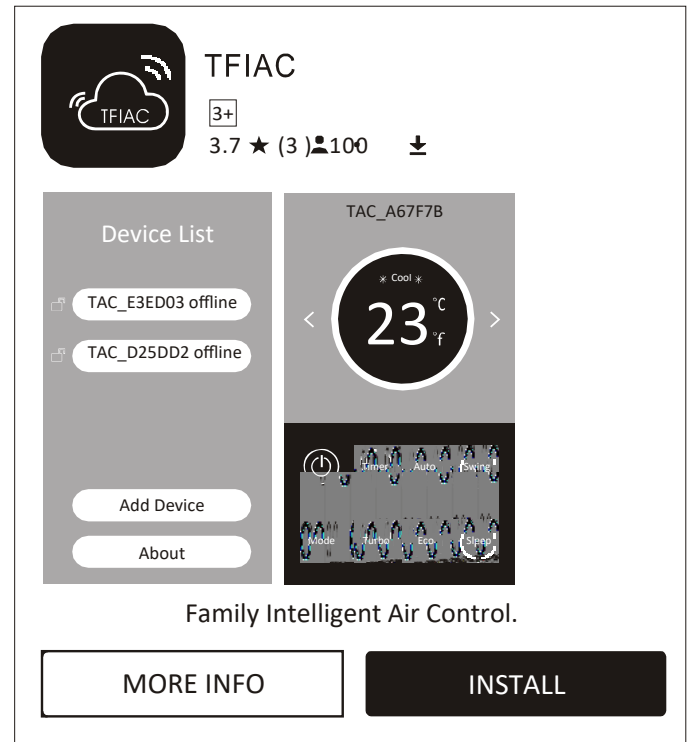 TFIAC
TFIAC
3+
3.7 ★ (3 ) 100
Device List
TAC_E3ED03 offline
TAC_D25DD2 offline
Add Device
About
TAC_A67F7B
Cool
23 °C
°f
Timer Auto Swing
Mode Turbo Eco Sleep
Family Intelligent Air Control.
MORE INFO
INSTALL